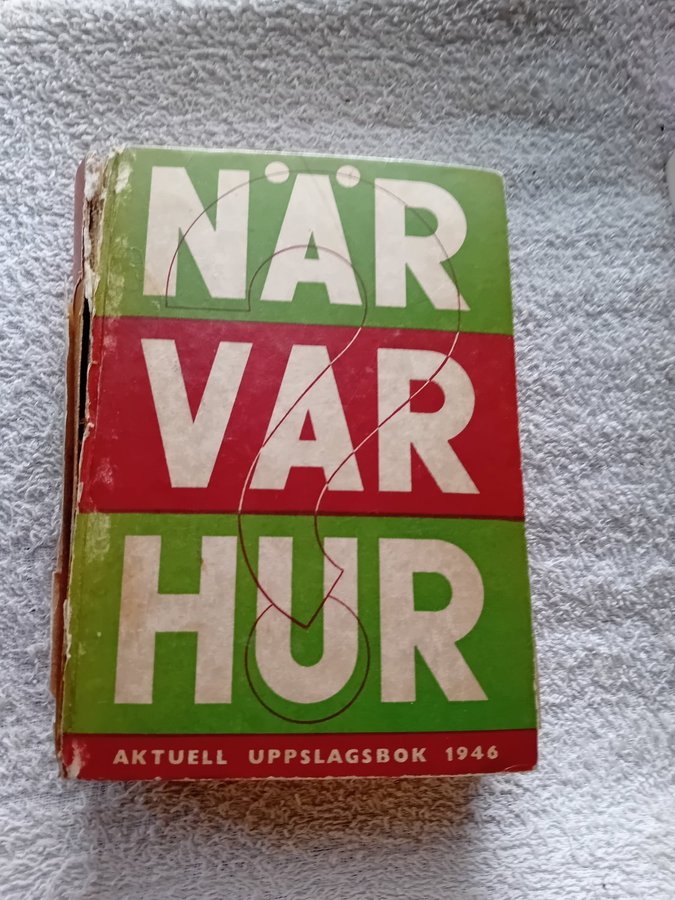 NÄR
VAR
HUR
AKTUELL UPPSLAGSBOK 1946